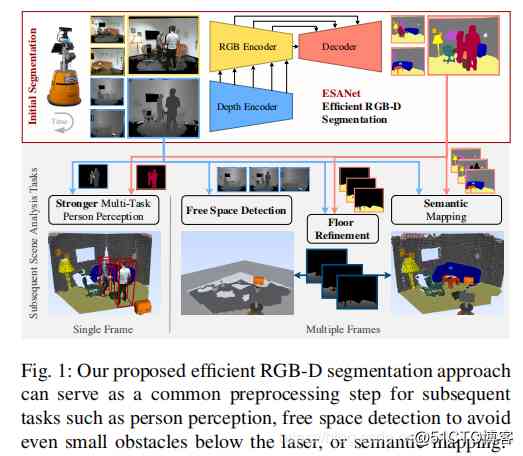 Initial Segmentation
Time
RGB Encoder
Decoder
Depth Encoder
ESANet
Efficient RGB-D
Segmentation
Subsequent Scene Analysis Tasks
Stronger Multi-Task
Person Perception
Free Space Detection
Floor
Refinement
Semantic
Mapping
Single Frame
Multiple Frames
Fig. 1: Our proposed efficient RGB-D segmentation approach
can serve as a common preprocessing step for subsequent
tasks such as person perception, free space detection to avoid
even small obstacles below the laser, or semantic mapping.
@51CTO博客